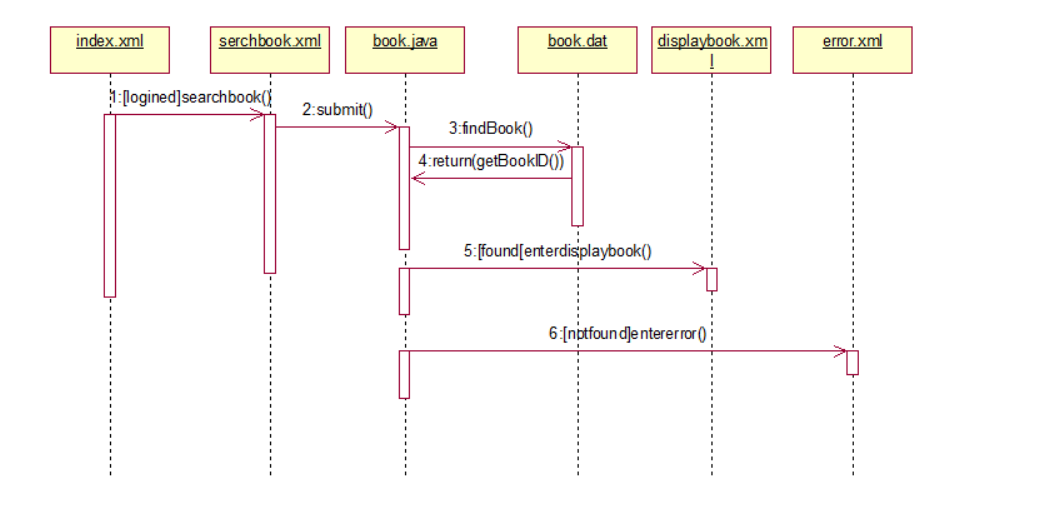 index.xml
serchbook.xml
book.java
book.dat
displaybook.xm
l
error.xml
1:[logined]searchbook()
2:submit()
3:findBook()
4:return(getBookID())
5:[found[enterdisplaybook()
6:[notfound]entererror()